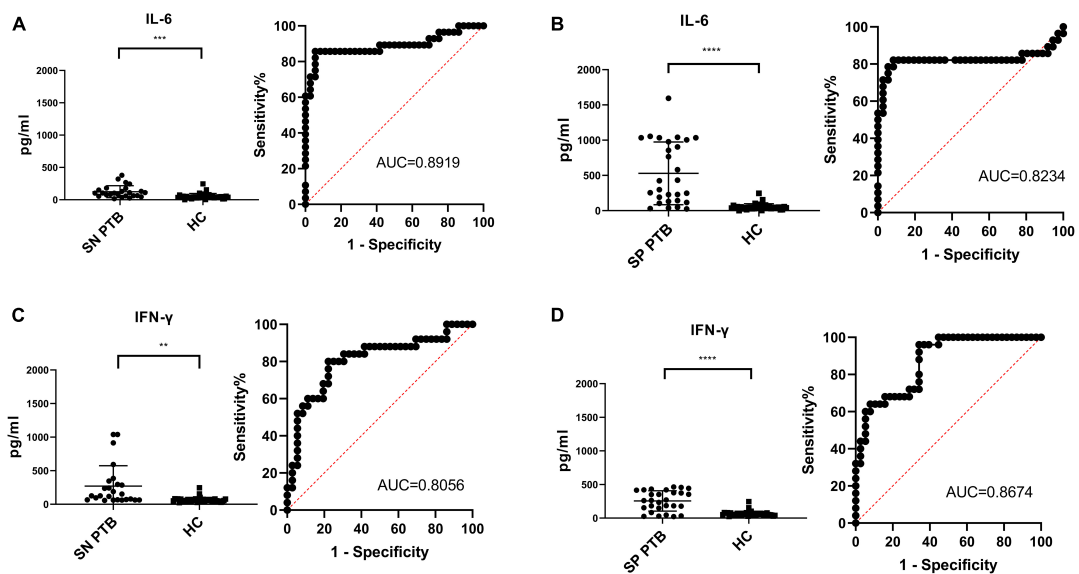 A
IL-6
***
pg/ml
2000
1500
1000
500
0
SN PTB
HC
Sensitivity%
100
80
60
40
20
0
AUC=0.8919
0 20 40 60 80 100
1 - Specificity
B
IL-6
****
pg/ml
2000
1500
1000
500
0
SP PTB
HC
Sensitivity%
100
80
60
40
20
0
AUC=0.8234
0 20 40 60 80 100
1 - Specificity
C
IFN-γ
**
pg/ml
2000
1500
1000
500
0
SN PTB
HC
Sensitivity%
100
80
60
40
20
0
AUC=0.8056
0 20 40 60 80 100
1 - Specificity
D
IFN-γ
****
pg/ml
2000
1500
1000
500
0
SP PTB
HC
Sensitivity%
100
80
60
40
20
0
AUC=0.8674
0 20 40 60 80 100
1 - Specificity